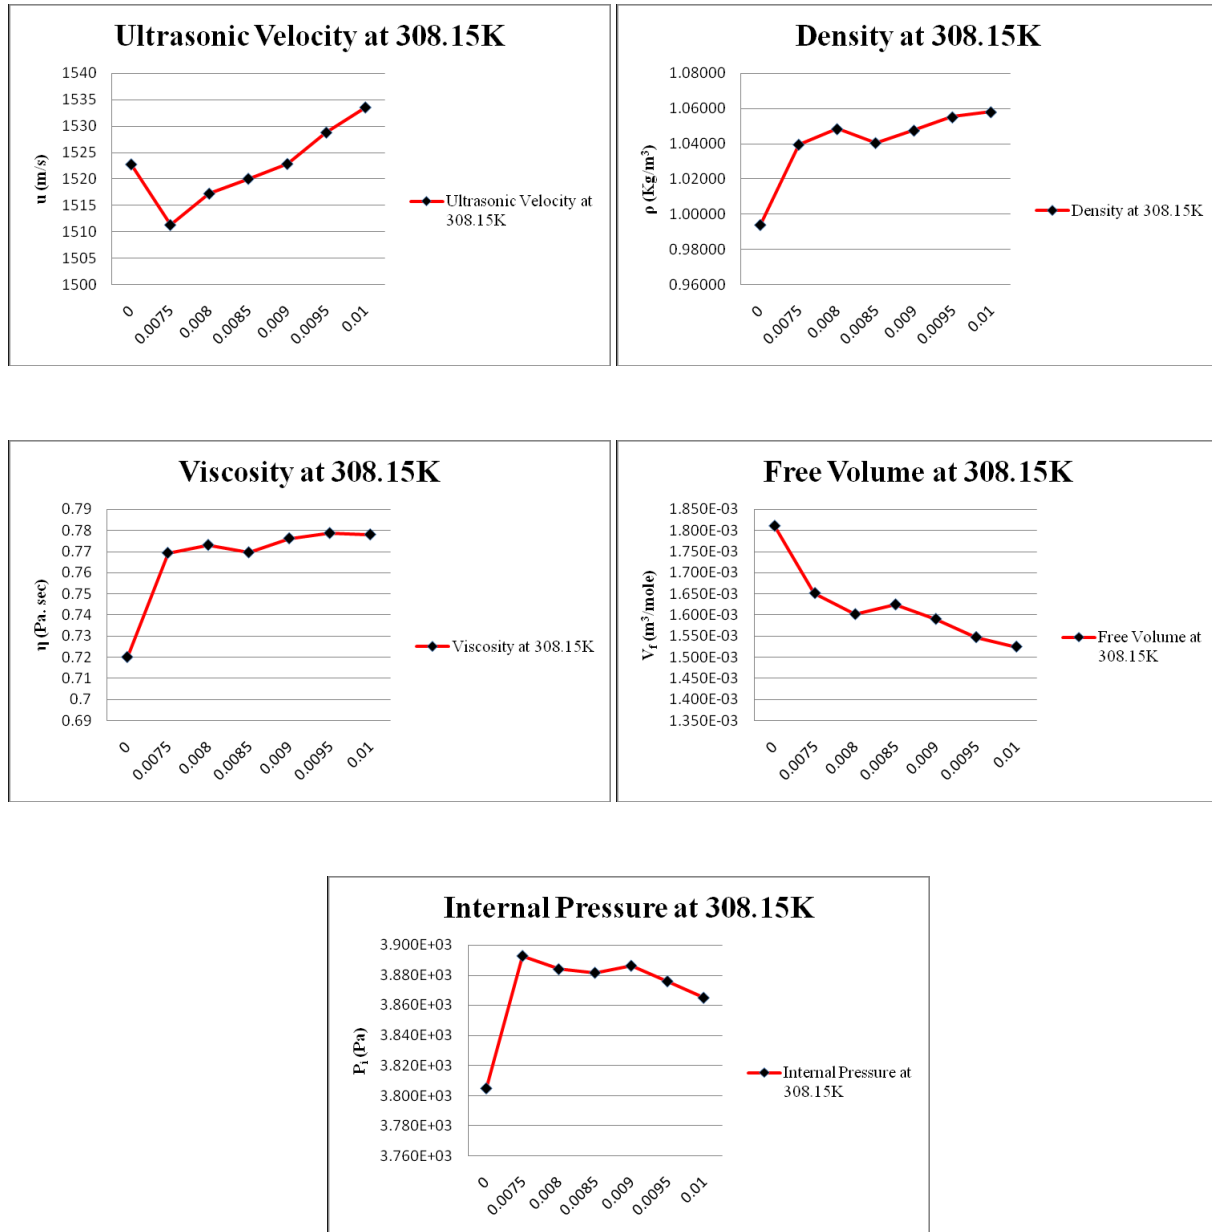 Ultrasonic Velocity at 308.15K
1540
1535
1530
1525
1520
1515
1510
1505
1500
u (m/s)
0
0.0075
0.008
0.0085
0.009
0.0095
0.01
Ultrasonic Velocity at
308.15K
Density at 308.15K
1.08000
1.06000
1.04000
1.02000
1.00000
0.98000
0.96000
ρ (Kg/m³)
0
0.0075
0.008
0.0085
0.009
0.0095
0.01
Density at 308.15K
Viscosity at 308.15K
0.79
0.78
0.77
0.76
0.75
0.74
0.73
0.72
0.71
0.7
0.69
η (Pa. sec)
0
0.0075
0.008
0.0085
0.009
0.0095
0.01
Viscosity at 308.15K
Free Volume at 308.15K
1.850E-03
1.800E-03
1.750E-03
1.700E-03
1.650E-03
1.600E-03
1.550E-03
1.500E-03
1.450E-03
1.400E-03
1.350E-03
V_f (m³/mole)
0
0.0075
0.008
0.0085
0.009
0.0095
0.01
Free Volume at
308.15K
Internal Pressure at 308.15K
3.900E+03
3.880E+03
3.860E+03
3.840E+03
3.820E+03
3.800E+03
3.780E+03
3.760E+03
P_i (Pa)
0
0.0075
0.008
0.0085
0.009
0.0095
0.01
Internal Pressure at
308.15K